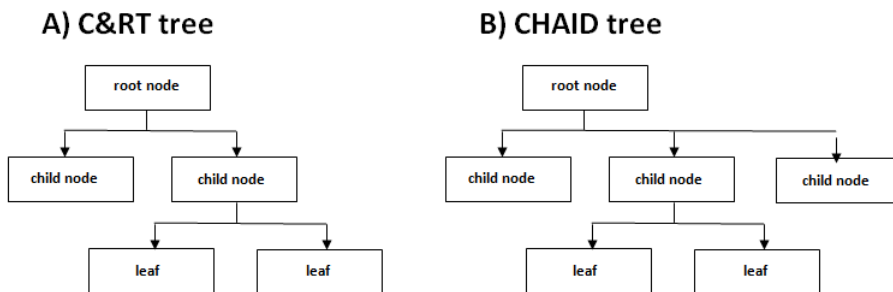 A) C&RT tree
root node
child node
child node
leaf
leaf
B) CHAID tree
root node
child node
child node
child node
leaf
leaf